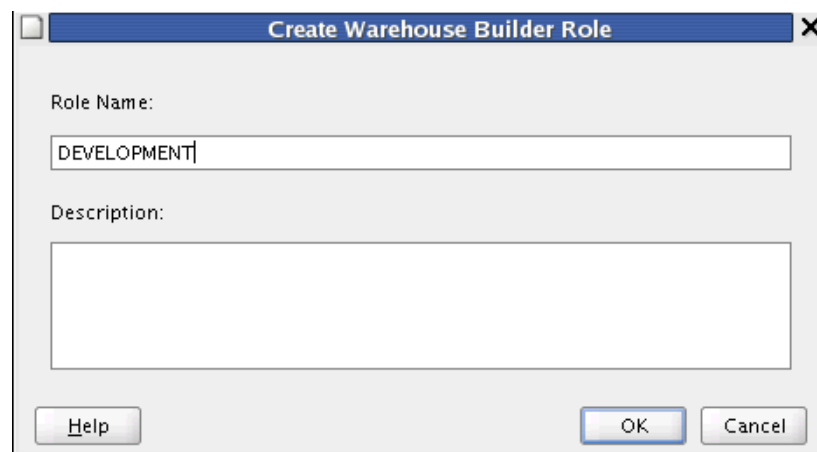 Create Warehouse Builder Role
Role Name:
DEVELOPMENT
Description:
Help
OK
Cancel